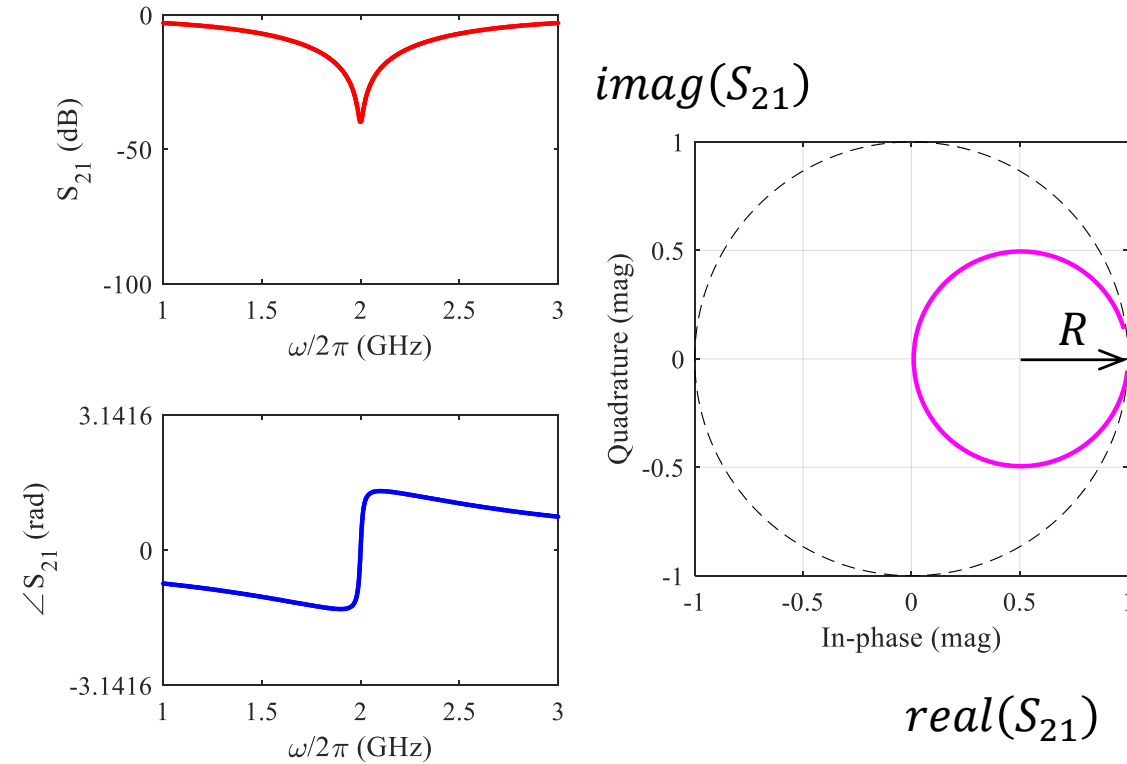 0
-50
-100
S21 (dB)
1 1.5 2 2.5 3
ω/2π (GHz)
3.1416
0
-3.1416
∠S21 (rad)
1 1.5 2 2.5 3
ω/2π (GHz)
imag(S21)
1
0.5
0
-0.5
-1
Quadrature (mag)
R
-1 -0.5 0 0.5 1
In-phase (mag)
real(S21)